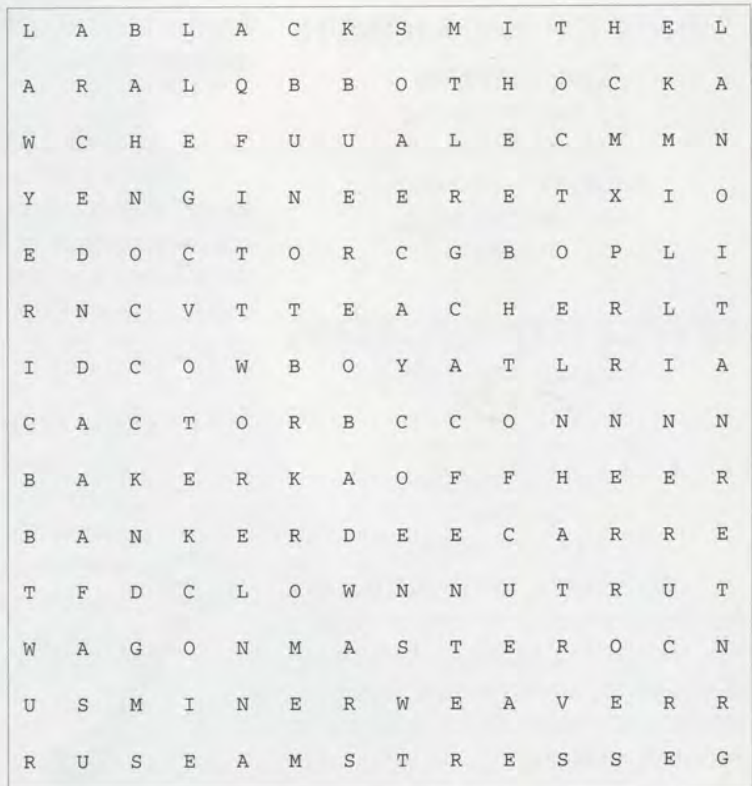 L A B L A C K S M I T H E L
A R A L Q B B O T H O C K A
W C H E F U U A L E C M M N
Y E N G I N E E R E T X I O
E D O C T O R C G B O P L I
R N C V T T E A C H E R L T
I D C O W B O Y A T L R I A
C A C T O R B C C O N N N N
B A K E R K A O F F H E E R
B A N K E R D E E C A R R E
T F D C L O W N N U T R U T
W A G O N M A S T E R O C N
U S M I N E R W E A V E R R
R U S E A M S T R E S S E G